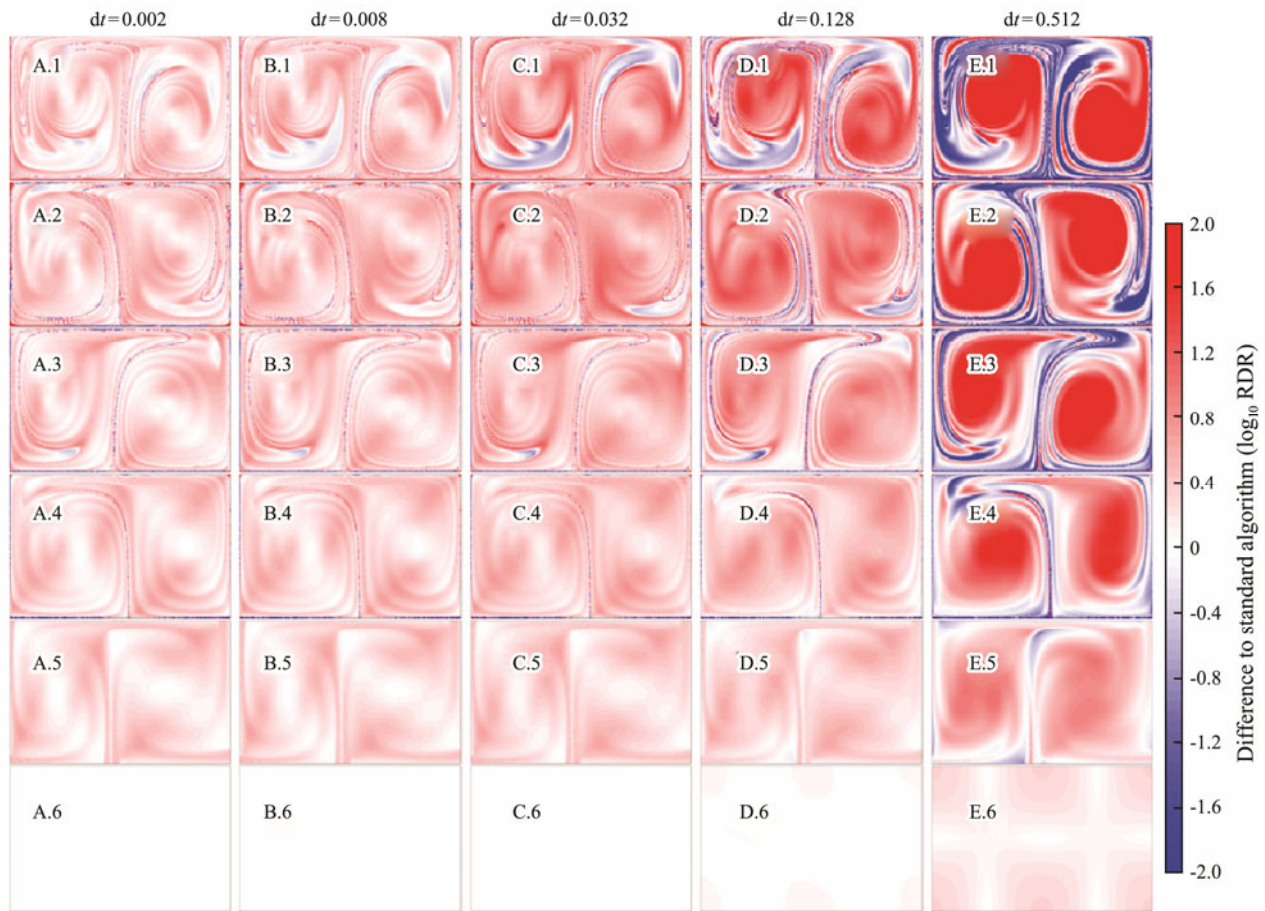 dt=0.002 dt=0.008 dt=0.032 dt=0.128 dt=0.512
A.1 B.1 C.1 D.1 E.1
A.2 B.2 C.2 D.2 E.2
A.3 B.3 C.3 D.3 E.3
A.4 B.4 C.4 D.4 E.4
A.5 B.5 C.5 D.5 E.5
A.6 B.6 C.6 D.6 E.6
2.0
1.6
1.2
0.8
0.4
0
-0.4
-0.8
-1.2
-1.6
-2.0
Difference to standard algorithm (log₁₀ RDR)